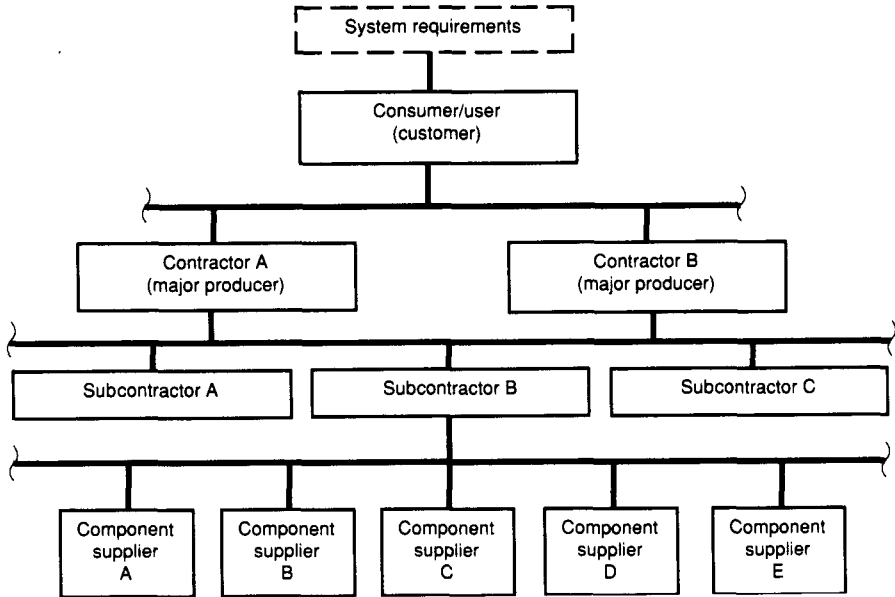 System requirements
Consumer/user
(customer)
Contractor A
(major producer)
Contractor B
(major producer)
Subcontractor A
Subcontractor B
Subcontractor C
Component
supplier
A
Component
supplier
B
Component
supplier
C
Component
supplier
D
Component
supplier
E